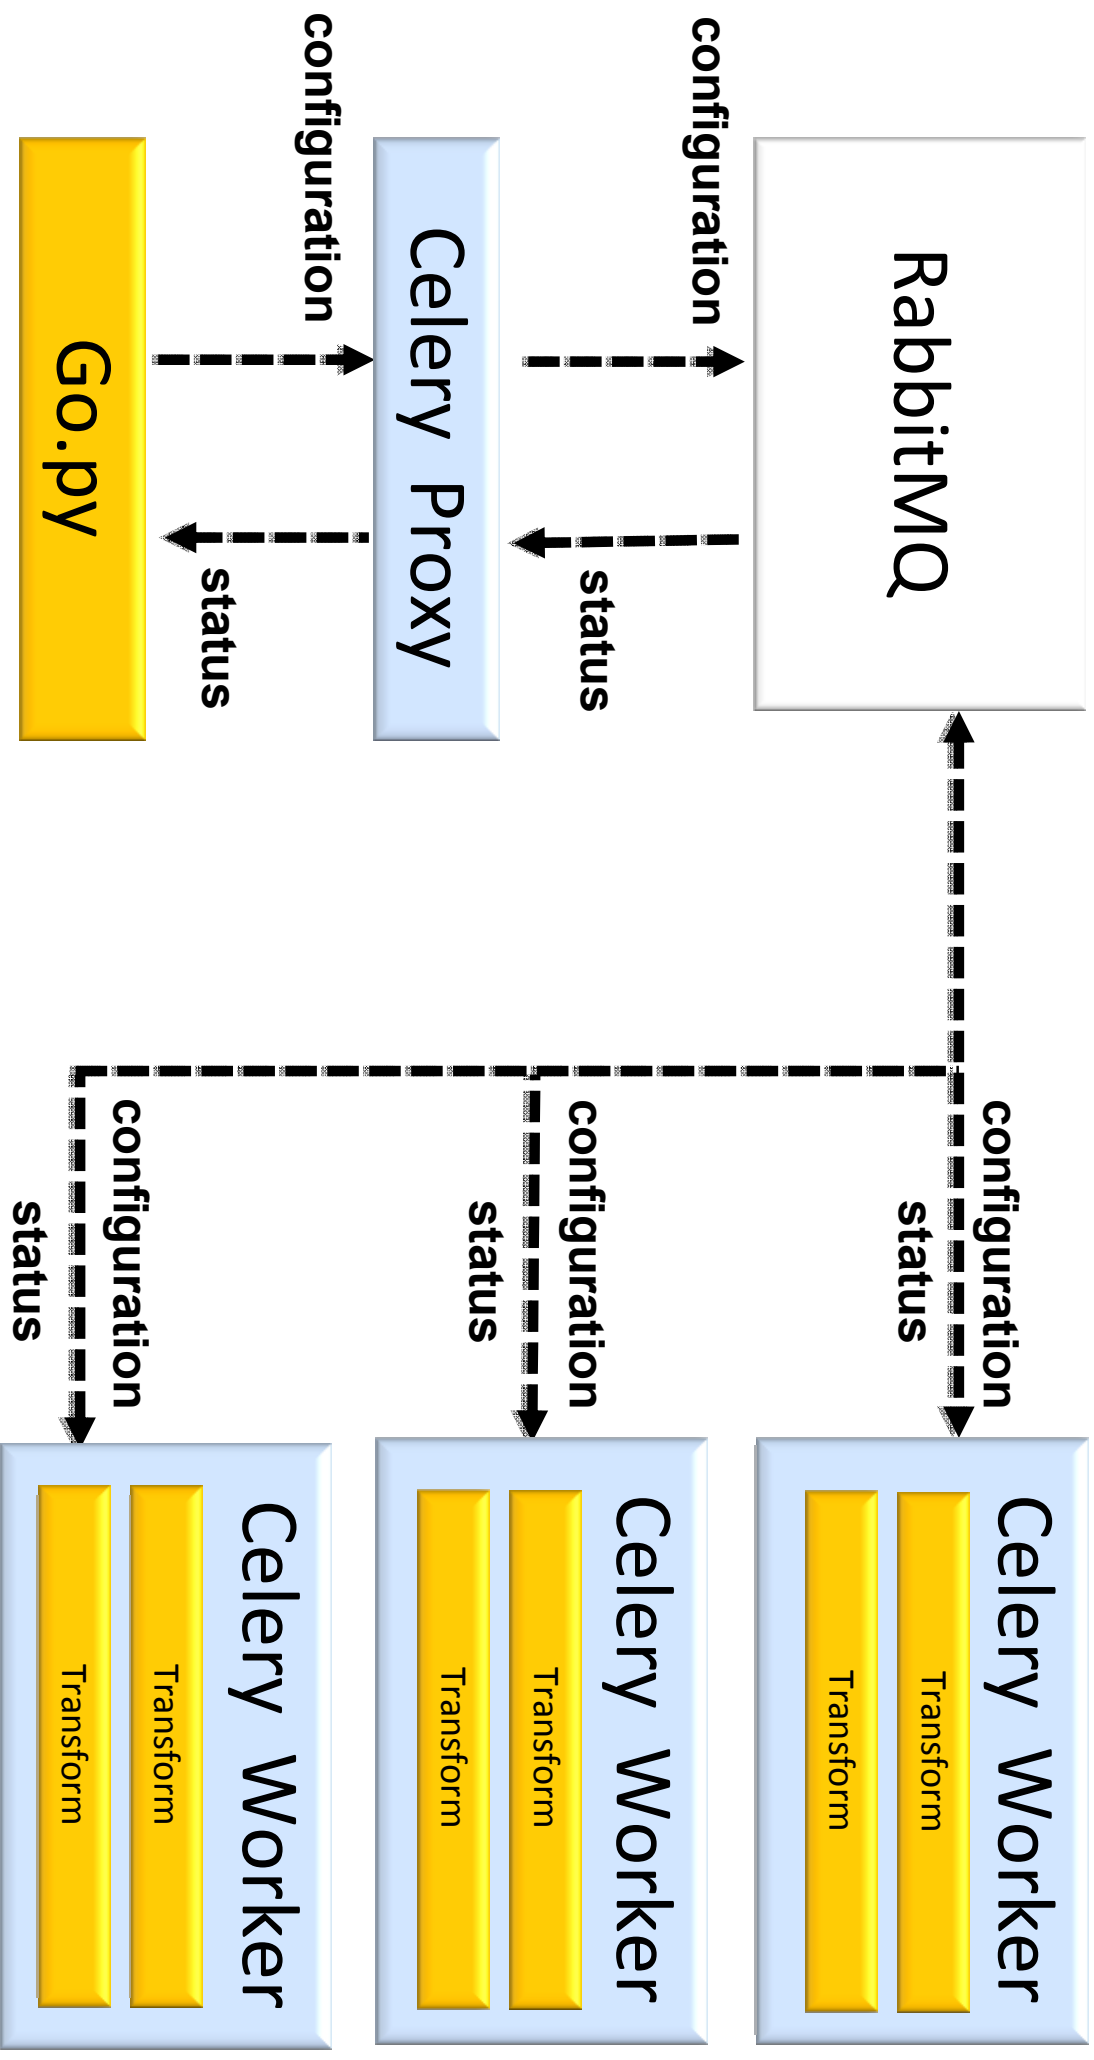 RabbitMQ
configuration
status
Celery Proxy
configuration
status
Go.py
configuration
status
Celery Worker
Transform
Transform
configuration
status
Celery Worker
Transform
Transform
configuration
status
Celery Worker
Transform
Transform